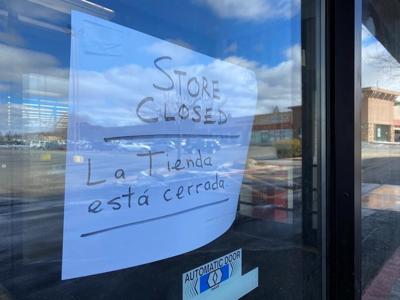 STORE
CLOSED
La Tienda
está cerrada
AUTOMATIC DOOR